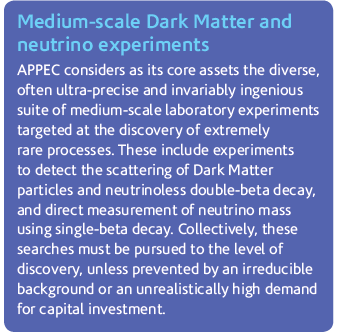 Medium-scale Dark Matter and
neutrino experiments
APPEC considers as its core assets the diverse,
often ultra-precise and invariably ingenious
suite of medium-scale laboratory experiments
targeted at the discovery of extremely
rare processes. These include experiments
to detect the scattering of Dark Matter
particles and neutrinoless double-beta decay,
and direct measurement of neutrino mass
using single-beta decay. Collectively, these
searches must be pursued to the level of
discovery, unless prevented by an irreducible
background or an unrealistically high demand
for capital investment.